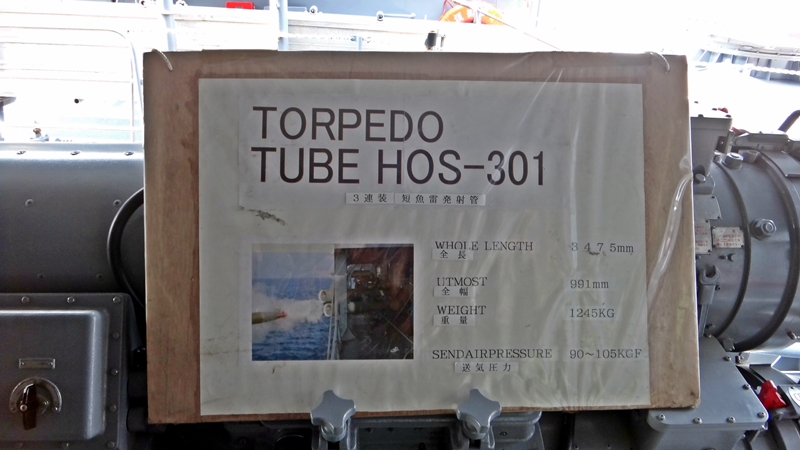 TORPEDO
TUBE HOS-301
3連装 短魚雷発射管
WHOLE LENGTH 3475mm
全長
UTMOST 991mm
全幅
WEIGHT 1245KG
重量
SENDAIRPRESSURE 90~105KGF
送気圧力